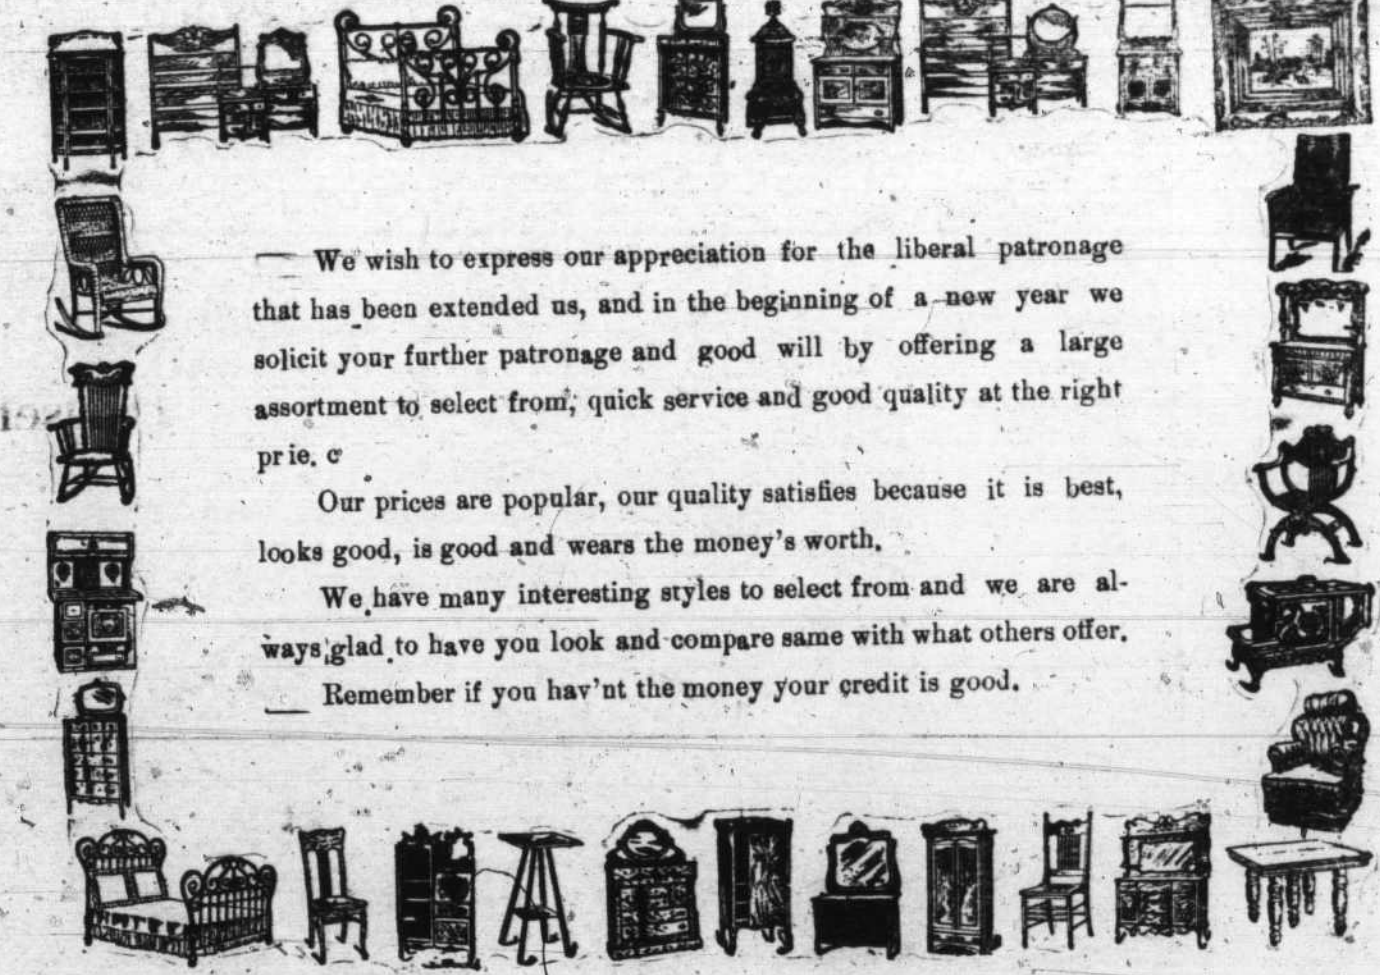 We wish to express our appreciation for the liberal patronage
that has been extended us, and in the beginning of a new year we
solicit your further patronage and good will by offering a large
assortment to select from, quick service and good quality at the right
prie. c
Our prices are popular, our quality satisfies because it is best,
looks good, is good and wears the money's worth.
We have many interesting styles to select from and we are al-
ways glad to have you look and compare same with what others offer.
Remember if you hav'nt the money your credit is good.